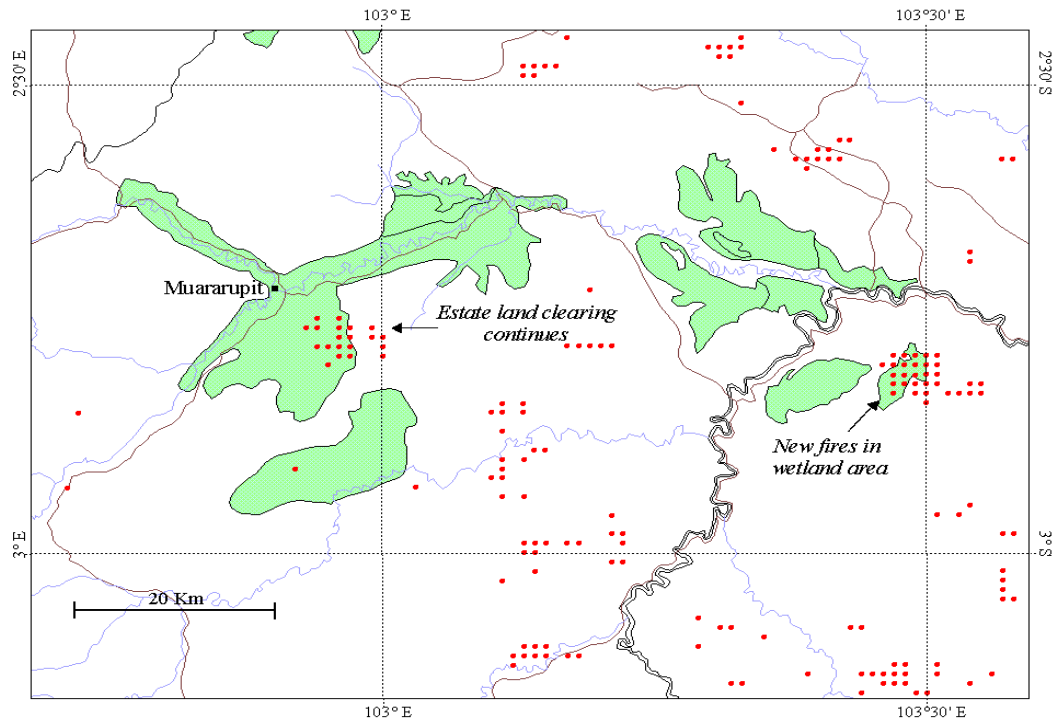 103° E
103°30' E
2°30' E
2°30' S
Muararupit
Estate land clearing
continues
New fires in
wetland area
3° E
3° S
20 Km
103° E
103°30' E